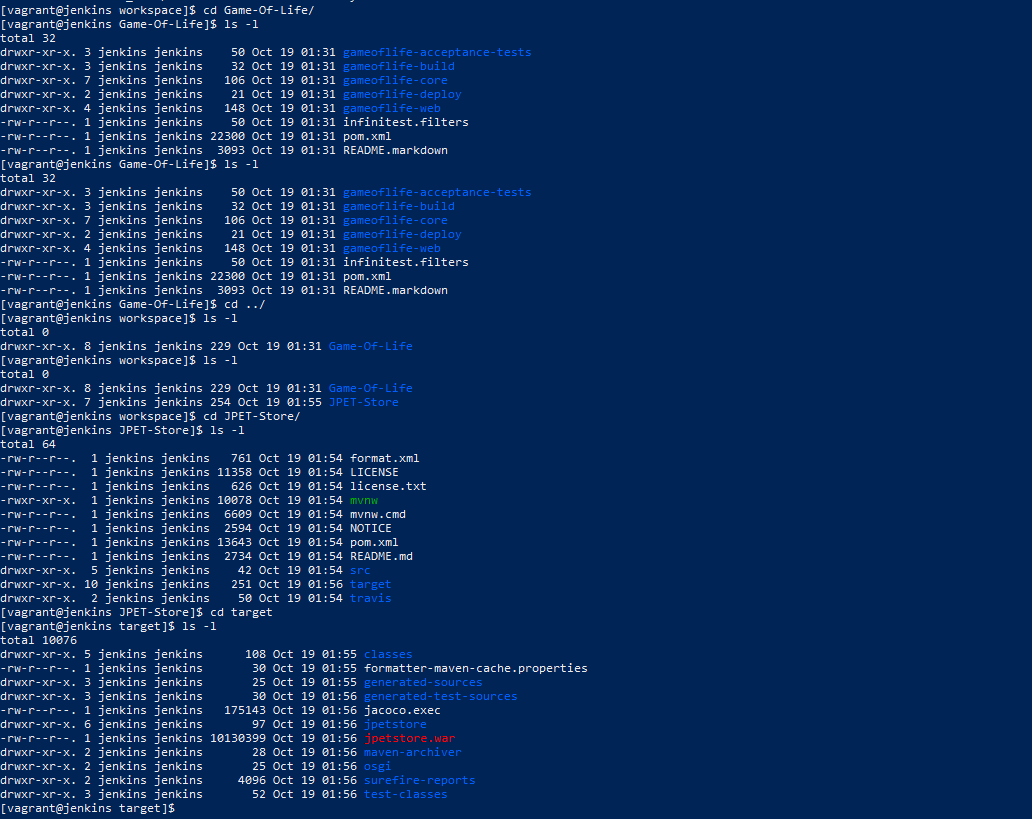 [vagrant@jenkins workspace]$ cd Game-Of-Life/
[vagrant@jenkins Game-Of-Life]$ ls -l
total 32
drwxr-xr-x. 3 jenkins jenkins    50 Oct 19 01:31 gameoflife-acceptance-tests
drwxr-xr-x. 3 jenkins jenkins    32 Oct 19 01:31 gameoflife-build
drwxr-xr-x. 7 jenkins jenkins   106 Oct 19 01:31 gameoflife-core
drwxr-xr-x. 2 jenkins jenkins    21 Oct 19 01:31 gameoflife-deploy
drwxr-xr-x. 4 jenkins jenkins   148 Oct 19 01:31 gameoflife-web
-rw-r--r--. 1 jenkins jenkins    50 Oct 19 01:31 infinitest.filters
-rw-r--r--. 1 jenkins jenkins 22300 Oct 19 01:31 pom.xml
-rw-r--r--. 1 jenkins jenkins  3093 Oct 19 01:31 README.markdown
[vagrant@jenkins Game-Of-Life]$ ls -l
total 32
drwxr-xr-x. 3 jenkins jenkins    50 Oct 19 01:31 gameoflife-acceptance-tests
drwxr-xr-x. 3 jenkins jenkins    32 Oct 19 01:31 gameoflife-build
drwxr-xr-x. 7 jenkins jenkins   106 Oct 19 01:31 gameoflife-core
drwxr-xr-x. 2 jenkins jenkins    21 Oct 19 01:31 gameoflife-deploy
drwxr-xr-x. 4 jenkins jenkins   148 Oct 19 01:31 gameoflife-web
-rw-r--r--. 1 jenkins jenkins    50 Oct 19 01:31 infinitest.filters
-rw-r--r--. 1 jenkins jenkins 22300 Oct 19 01:31 pom.xml
-rw-r--r--. 1 jenkins jenkins  3093 Oct 19 01:31 README.markdown
[vagrant@jenkins Game-Of-Life]$ cd ../
[vagrant@jenkins workspace]$ ls -l
total 0
drwxr-xr-x. 8 jenkins jenkins 229 Oct 19 01:31 Game-Of-Life
[vagrant@jenkins workspace]$ ls -l
total 0
drwxr-xr-x. 8 jenkins jenkins 229 Oct 19 01:31 Game-Of-Life
drwxr-xr-x. 7 jenkins jenkins 254 Oct 19 01:55 JPET-Store
[vagrant@jenkins workspace]$ cd JPET-Store/
[vagrant@jenkins JPET-Store]$ ls -l
total 64
-rw-r--r--.  1 jenkins jenkins   761 Oct 19 01:54 format.xml
-rw-r--r--.  1 jenkins jenkins 11358 Oct 19 01:54 LICENSE
-rw-r--r--.  1 jenkins jenkins   626 Oct 19 01:54 license.txt
-rwxr-xr-x.  1 jenkins jenkins 10078 Oct 19 01:54 mvnw
-rw-r--r--.  1 jenkins jenkins  6609 Oct 19 01:54 mvnw.cmd
-rw-r--r--.  1 jenkins jenkins  2594 Oct 19 01:54 NOTICE
-rw-r--r--.  1 jenkins jenkins 13643 Oct 19 01:54 pom.xml
-rw-r--r--.  1 jenkins jenkins  2734 Oct 19 01:54 README.md
drwxr-xr-x.  5 jenkins jenkins    42 Oct 19 01:54 src
drwxr-xr-x. 10 jenkins jenkins   251 Oct 19 01:56 target
drwxr-xr-x.  2 jenkins jenkins    50 Oct 19 01:54 travis
[vagrant@jenkins JPET-Store]$ cd target
[vagrant@jenkins target]$ ls -l
total 10076
drwxr-xr-x. 5 jenkins jenkins      108 Oct 19 01:55 classes
-rw-r--r--. 1 jenkins jenkins       30 Oct 19 01:55 formatter-maven-cache.properties
drwxr-xr-x. 3 jenkins jenkins       25 Oct 19 01:55 generated-sources
drwxr-xr-x. 3 jenkins jenkins       30 Oct 19 01:56 generated-test-sources
-rw-r--r--. 1 jenkins jenkins   175143 Oct 19 01:56 jacoco.exec
drwxr-xr-x. 6 jenkins jenkins       97 Oct 19 01:56 jpetstore
-rw-r--r--. 1 jenkins jenkins 10130399 Oct 19 01:56 jpetstore.war
drwxr-xr-x. 2 jenkins jenkins       28 Oct 19 01:56 maven-archiver
drwxr-xr-x. 2 jenkins jenkins       25 Oct 19 01:56 osgi
drwxr-xr-x. 2 jenkins jenkins     4096 Oct 19 01:56 surefire-reports
drwxr-xr-x. 3 jenkins jenkins       52 Oct 19 01:56 test-classes
[vagrant@jenkins target]$